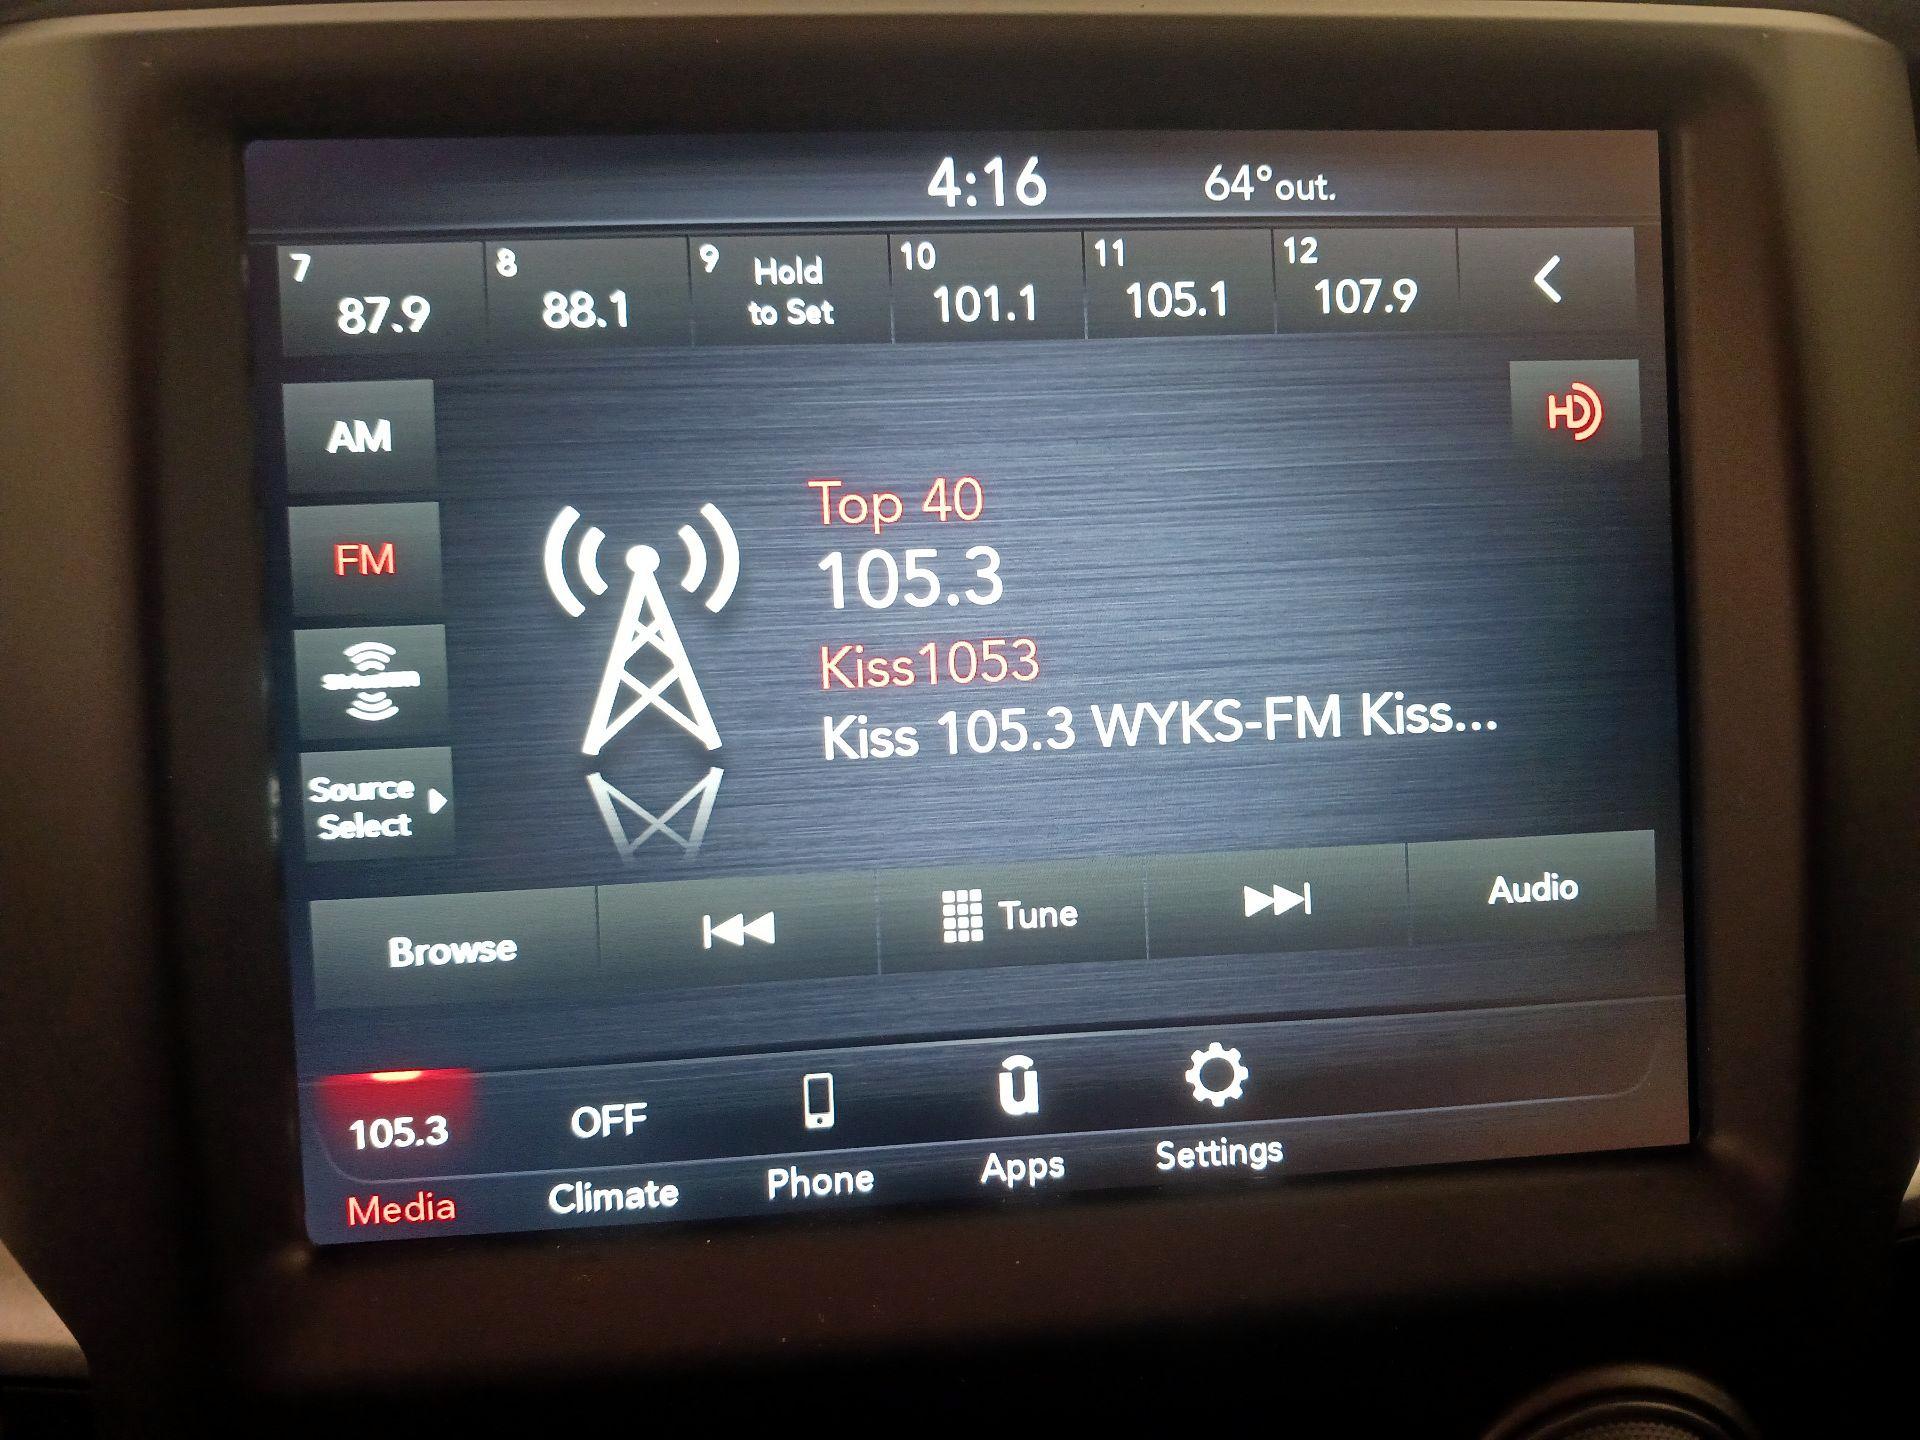 4:16 64°out.
7 8 9 Hold to Set 10 11 12
87.9 88.1 101.1 105.1 107.9
AM
HD
FM
Top 40
105.3
Kiss1053
Kiss 105.3 WYKS-FM Kiss...
Source
Select
Browse Tune Audio
105.3 OFF
Media Climate Phone Apps Settings